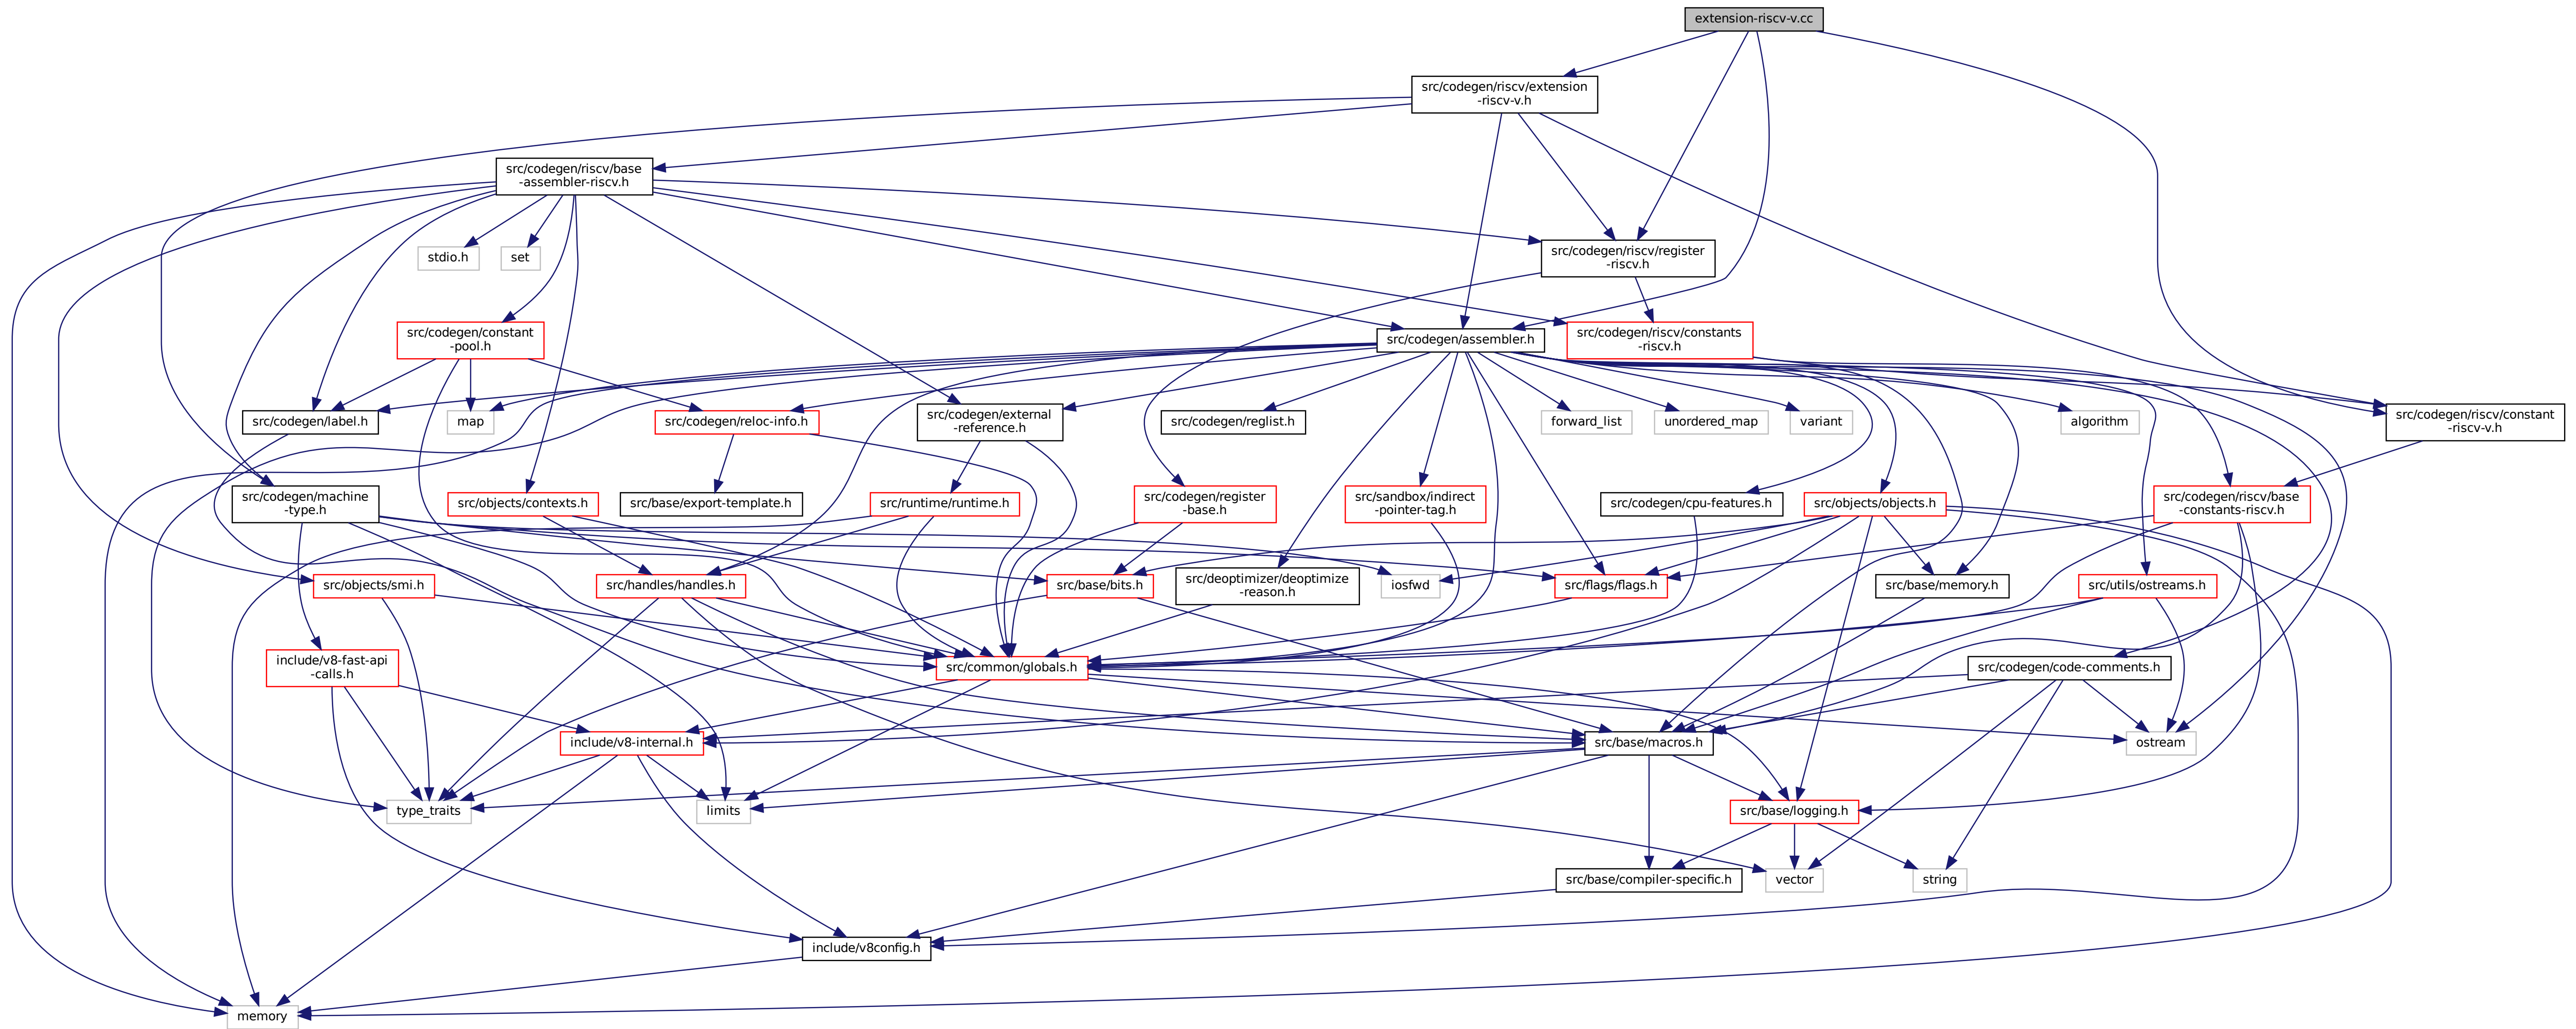 extension-riscv-v.cc
src/codegen/riscv/extension
-riscv-v.h
src/codegen/riscv/base
-assembler-riscv.h
stdio.h
set
src/codegen/riscv/register
-riscv.h
src/codegen/constant
-pool.h
src/codegen/assembler.h
src/codegen/riscv/constants
-riscv.h
src/codegen/label.h
map
src/codegen/reloc-info.h
src/codegen/external
-reference.h
src/codegen/reglist.h
forward_list
unordered_map
variant
algorithm
src/codegen/riscv/constant
-riscv-v.h
src/codegen/machine
-type.h
src/objects/contexts.h
src/base/export-template.h
src/runtime/runtime.h
src/codegen/register
-base.h
src/sandbox/indirect
-pointer-tag.h
src/codegen/cpu-features.h
src/objects/objects.h
src/codegen/riscv/base
-constants-riscv.h
src/objects/smi.h
src/handles/handles.h
src/base/bits.h
src/deoptimizer/deoptimize
-reason.h
iosfwd
src/flags/flags.h
src/base/memory.h
src/utils/ostreams.h
include/v8-fast-api
-calls.h
src/common/globals.h
src/codegen/code-comments.h
include/v8-internal.h
src/base/macros.h
ostream
type_traits
limits
src/base/logging.h
src/base/compiler-specific.h
vector
string
include/v8config.h
memory